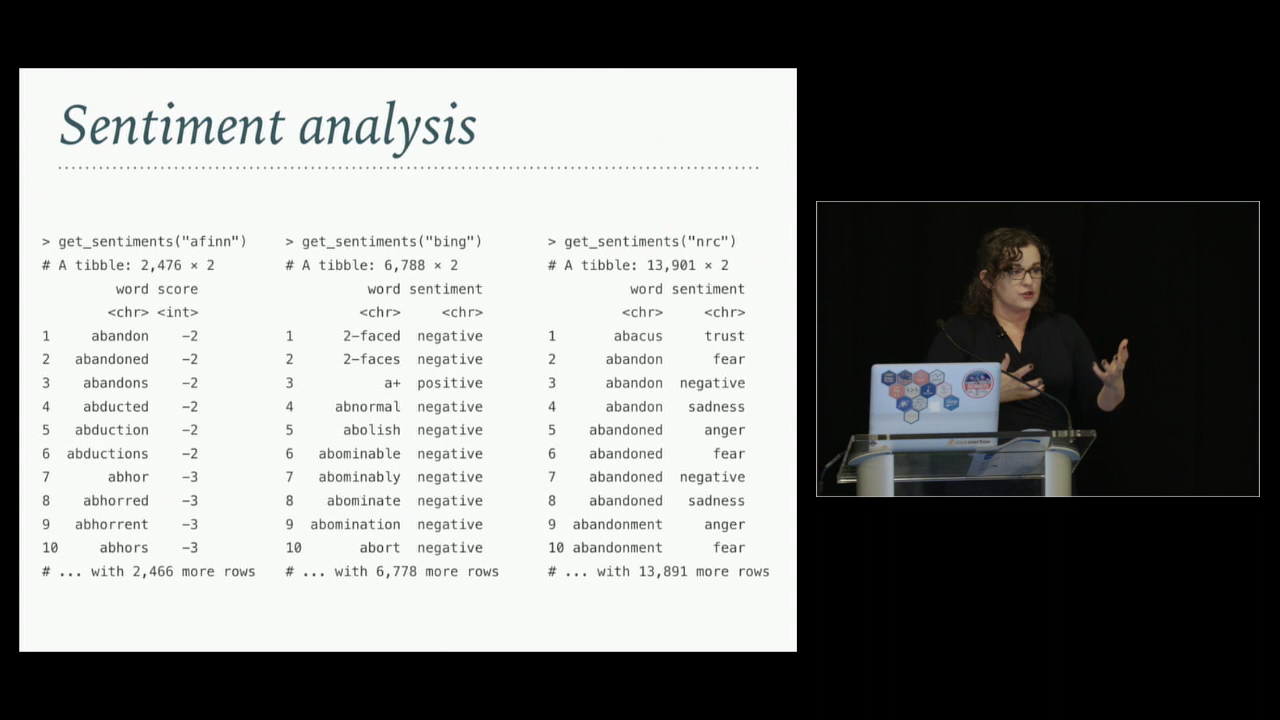 Sentiment analysis
> get_sentiments("afinn")
# A tibble: 2,476 × 2
word score
<chr> <int>
1 abandon -2
2 abandoned -2
3 abandons -2
4 abducted -2
5 abduction -2
6 abductions -2
7 abhor -3
8 abhorred -3
9 abhorrent -3
10 abhors -3
# ... with 2,466 more rows
> get_sentiments("bing")
# A tibble: 6,788 × 2
word sentiment
<chr> <chr>
1 2-faced negative
2 2-faces negative
3 a+ positive
4 abnormal negative
5 abolish negative
6 abominable negative
7 abominably negative
8 abominate negative
9 abomination negative
10 abort negative
# ... with 6,778 more rows
> get_sentiments("nrc")
# A tibble: 13,901 × 2
word sentiment
<chr> <chr>
1 abacus trust
2 abandon fear
3 abandon negative
4 abandon sadness
5 abandoned anger
6 abandoned fear
7 abandoned negative
8 abandoned sadness
9 abandonment anger
10 abandonment fear
# ... with 13,891 more rows
stackoverflow